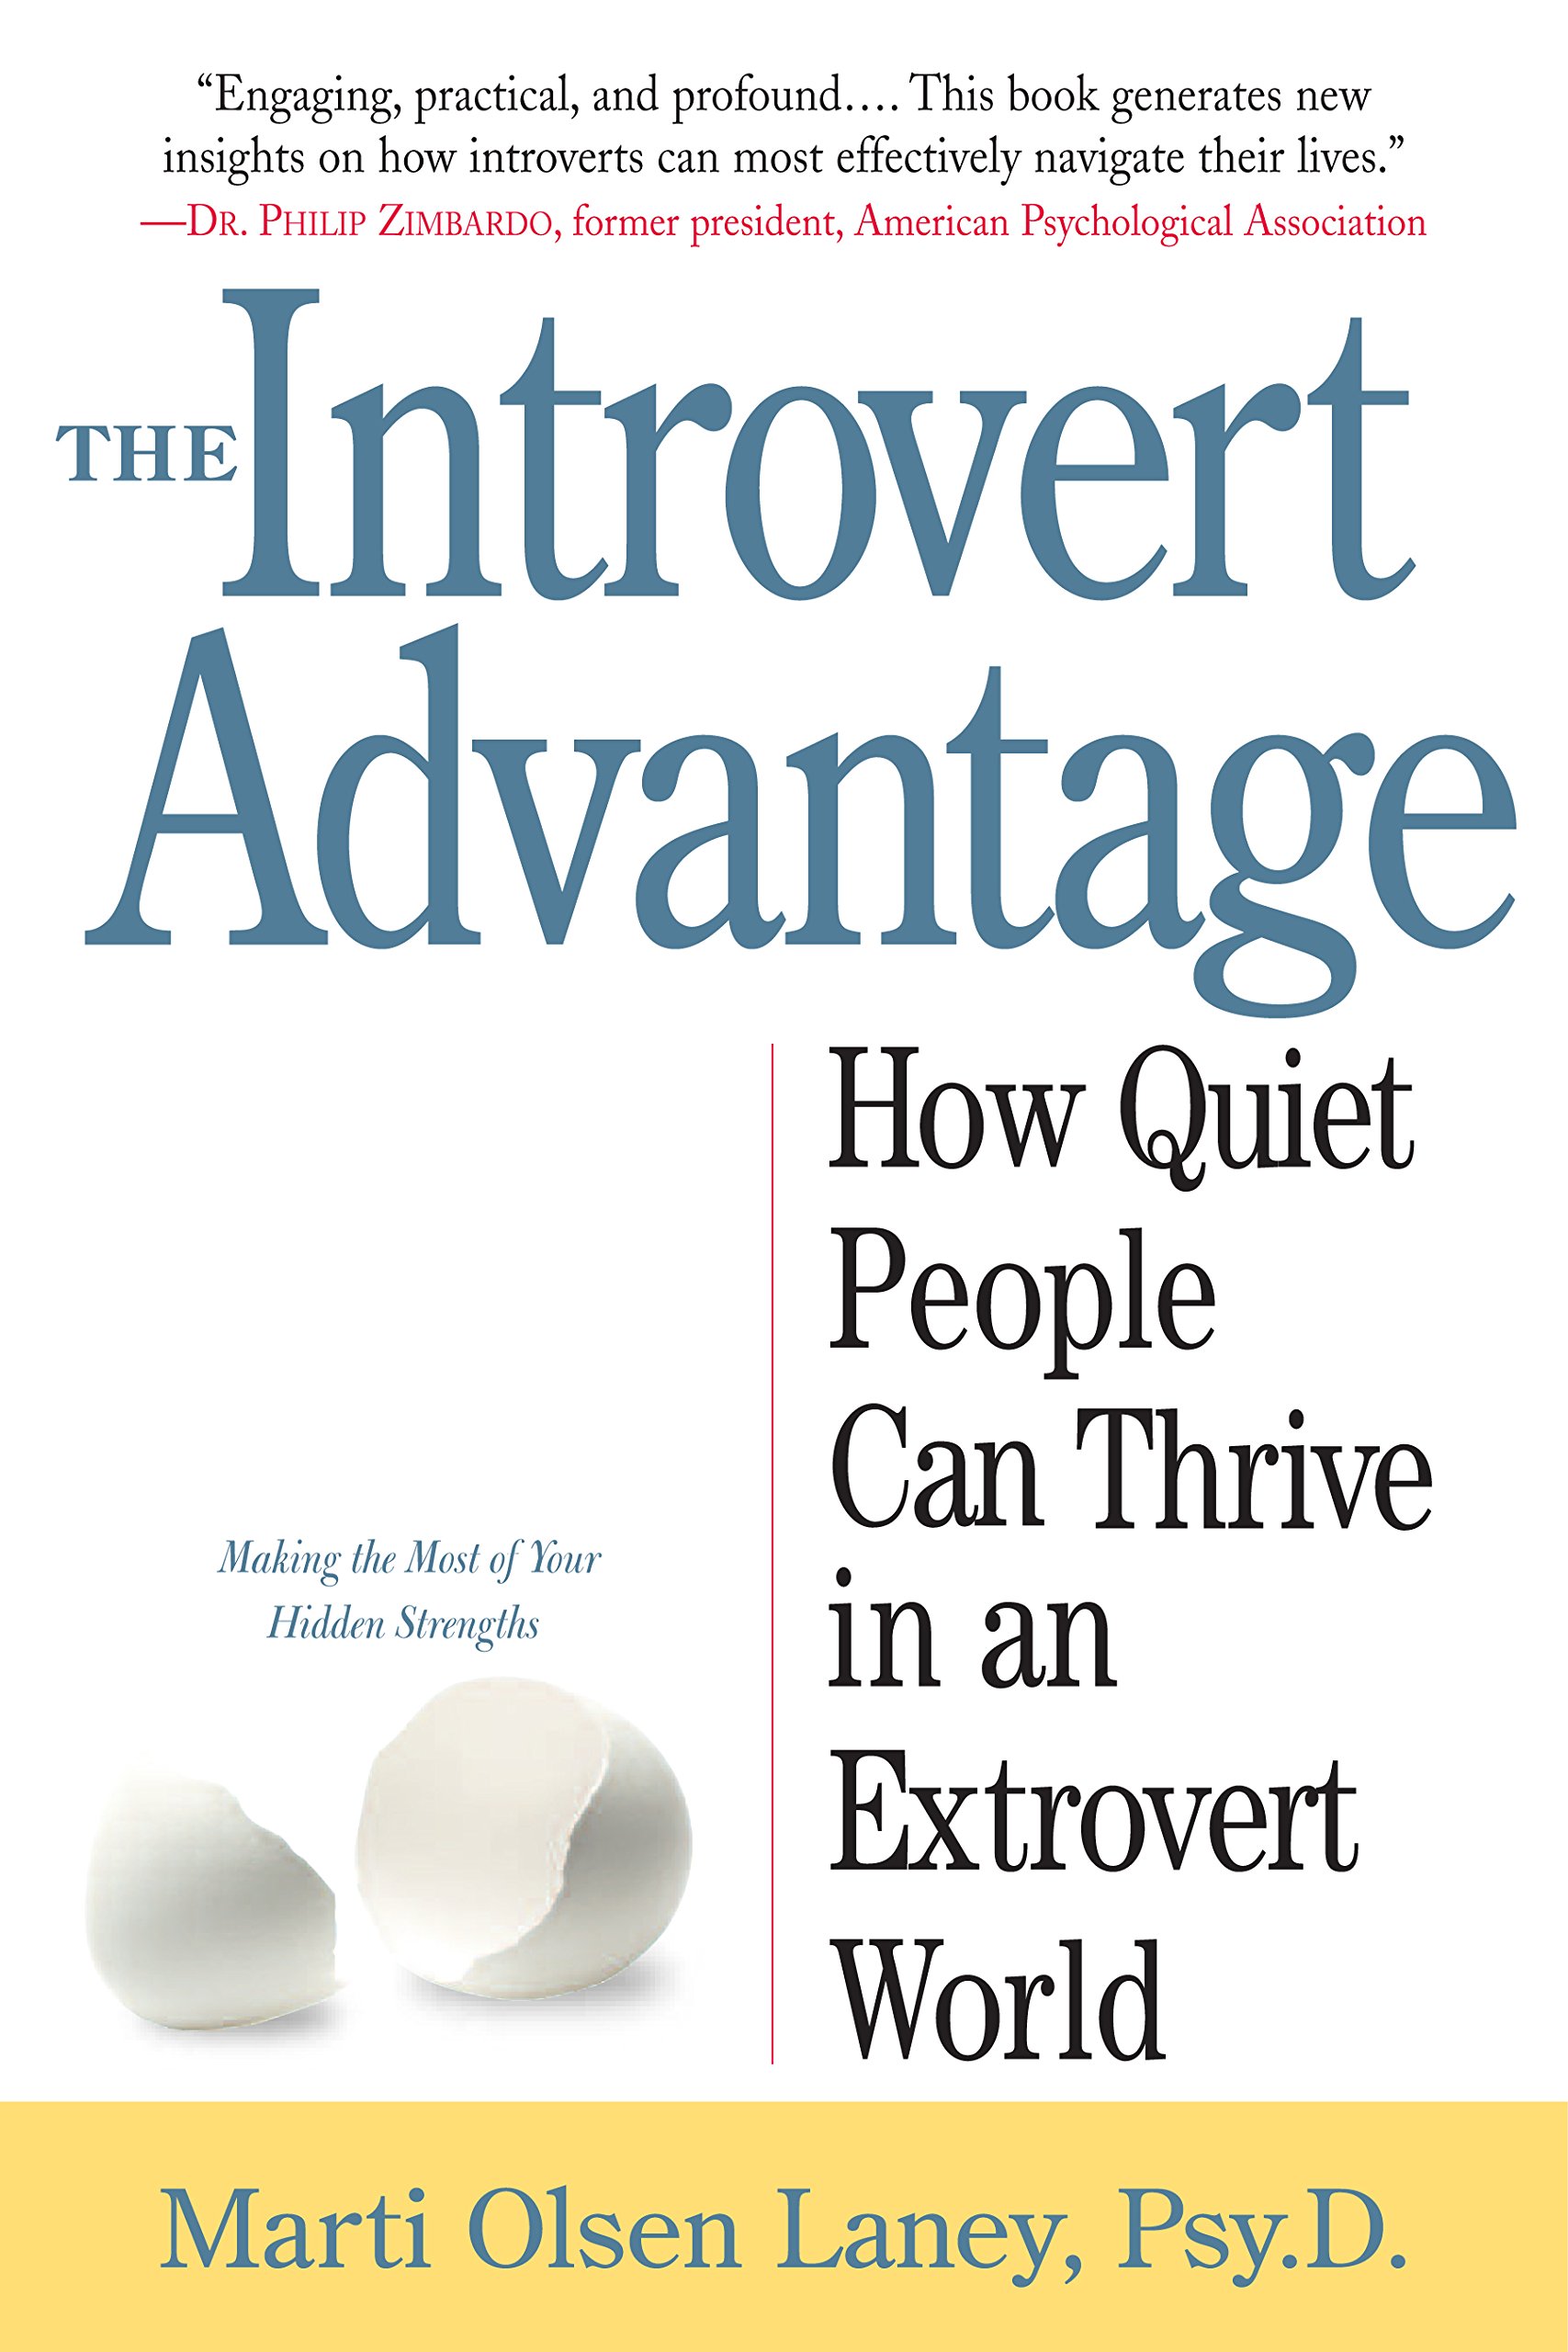 “Engaging, practical, and profound.... This book generates new
insights on how introverts can most effectively navigate their lives.”
—DR. PHILIP ZIMBARDO, former president, American Psychological Association
THE Introvert
Advantage
How Quiet
People
Can Thrive
in an
Extrovert
World
Making the Most of Your
Hidden Strengths
Marti Olsen Laney, Psy.D.